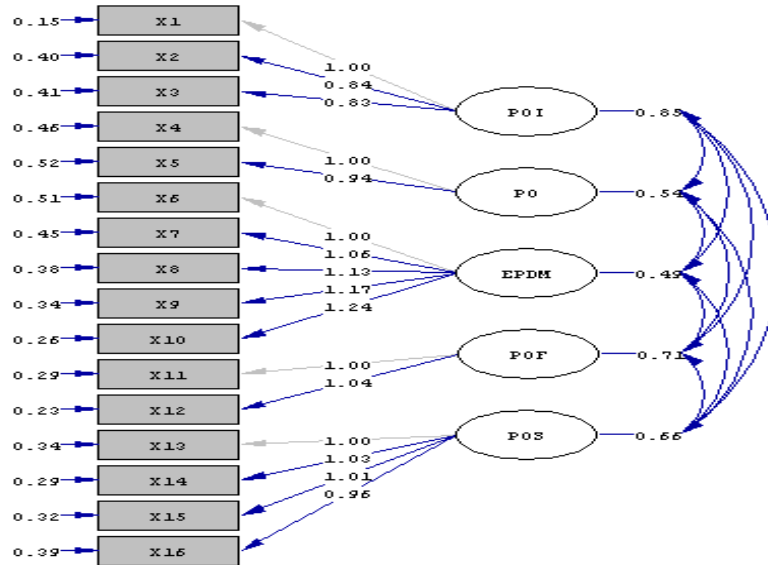 0.15 X1
0.40 X2
1.00
0.84
0.41 X3
0.83
POI 0.85
0.46 X4
0.52 X5
1.00
0.94
PO 0.54
0.51 X6
0.45 X7
1.00
1.06
0.38 X8
1.13
EPDM 0.49
0.34 X9
1.17
1.24
0.26 X10
POF 0.71
0.29 X11
1.00
1.04
0.23 X12
0.34 X13
1.00
POS 0.66
0.29 X14
1.03
1.01
0.32 X15
0.96
0.39 X16